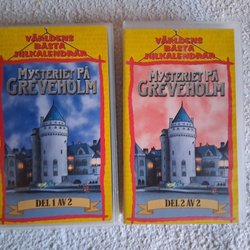 VÄRLDENS
BÄSTA
JULKALENDRAR
MYSTERIET PÅ
GREVEHOLM
DEL 1 AV 2
VÄRLDENS
BÄSTA
JULKALENDRAR
MYSTERIET PÅ
GREVEHOLM
DEL 2 AV 2